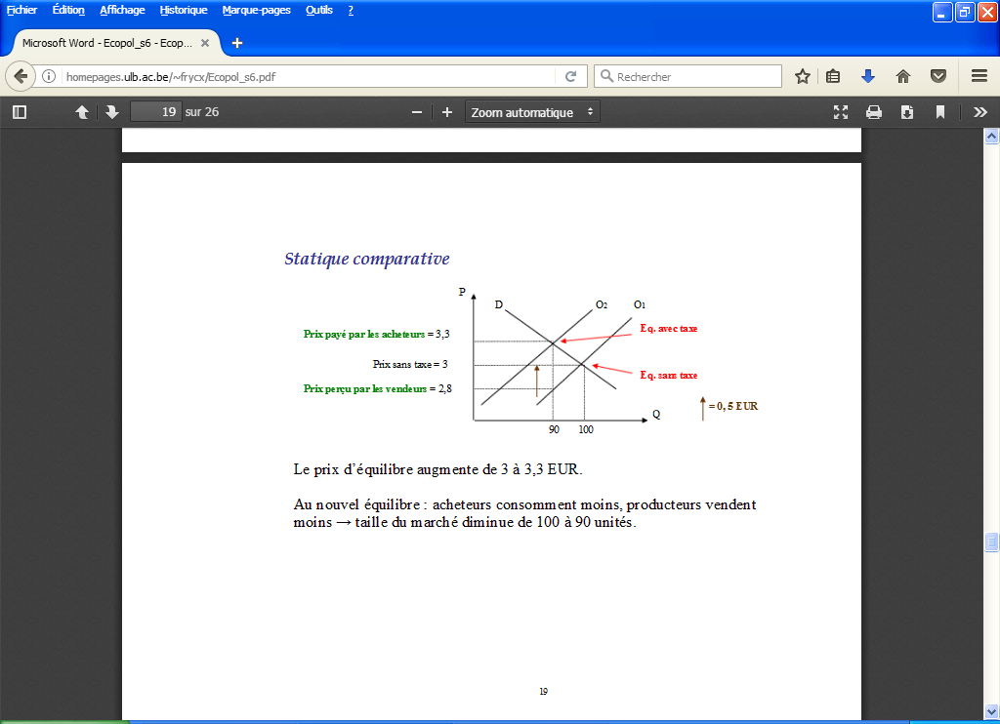 Fichier Édition Affichage Historique Marque-pages Outils ?
Microsoft Word - Ecopol_s6 - Ecop...
homepages.ulb.ac.be/~frycx/Ecopol_s6.pdf
Rechercher
19 sur 26
Zoom automatique
Statique comparative
P
D
O2
O1
Eq. avec taxe
Prix payé par les acheteurs = 3,3
Prix sans taxe = 3
Eq. sans taxe
Prix perçu par les vendeurs = 2,8
= 0, 5 EUR
Q
90
100
Le prix d'équilibre augmente de 3 à 3,3 EUR.
Au nouvel équilibre : acheteurs consomment moins, producteurs vendent
moins → taille du marché diminue de 100 à 90 unités.
19